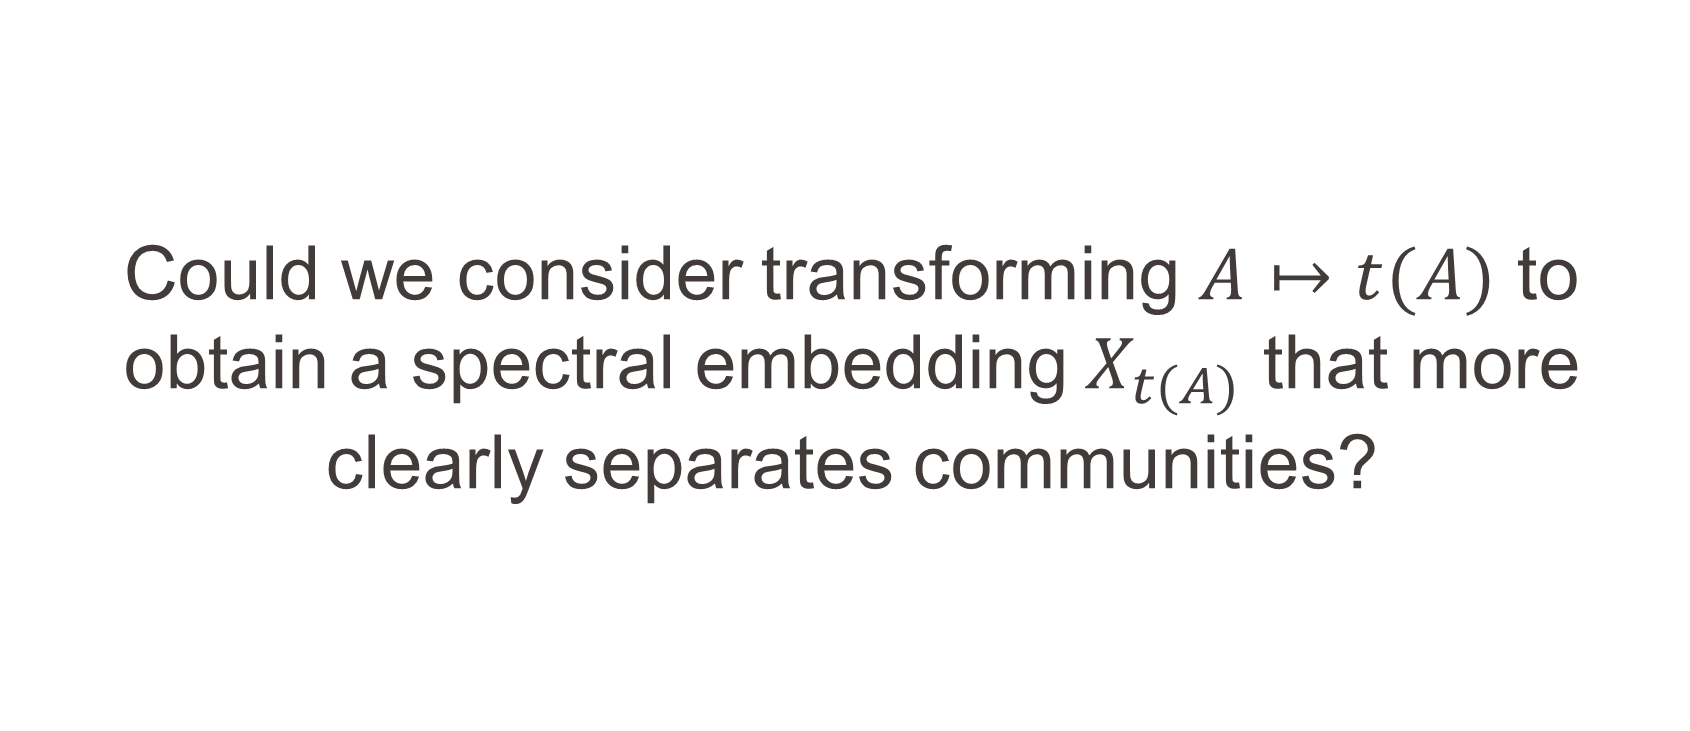 Could we consider transforming 𝐴 ↦ 𝑡(𝐴) to
obtain a spectral embedding 𝑋_{𝑡(𝐴)} that more
clearly separates communities?